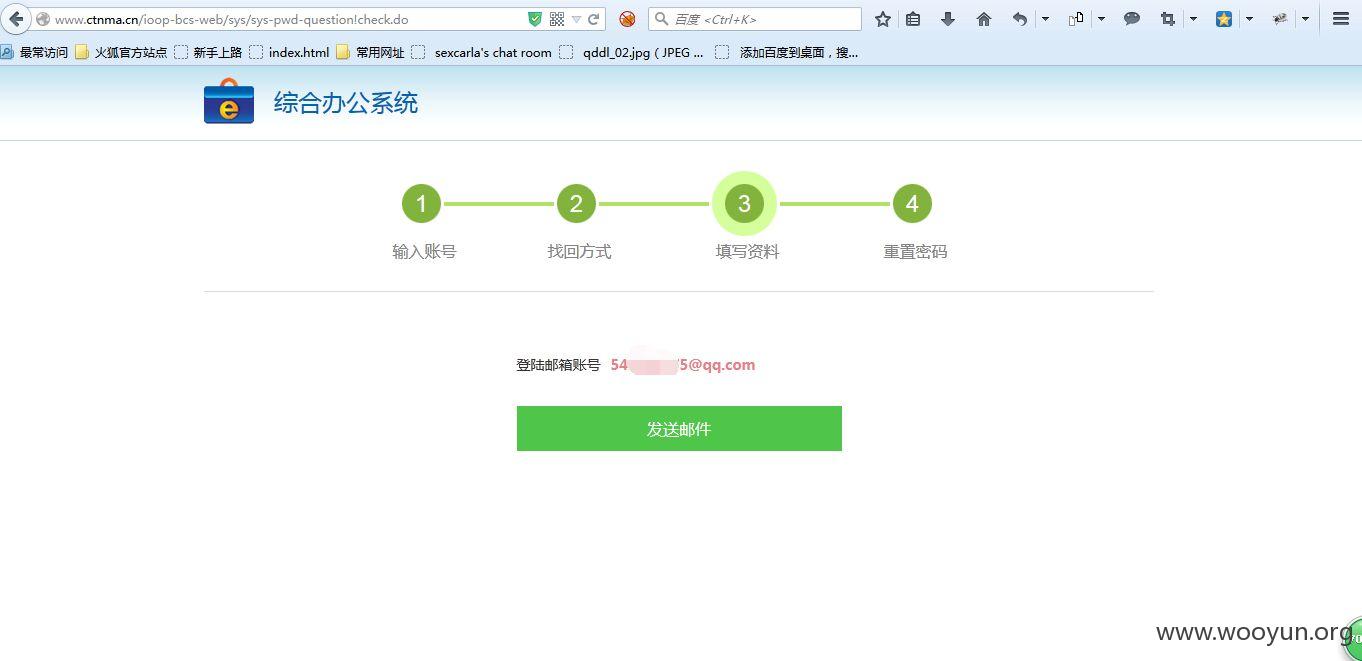 www.ctnma.cn/ioop-bcs-web/sys/sys-pwd-question!check.do
百度 <Ctrl+K>
最常访问 火狐官方站点 新手上路 index.html 常用网址 sexcarla's chat room qddl_02.jpg ( JPEG ... 添加百度到桌面，搜...
e 综合办公系统
1 2 3 4
输入账号 找回方式 填写资料 重置密码
登陆邮箱账号 54 5@qq.com
发送邮件
www.wooyun.org